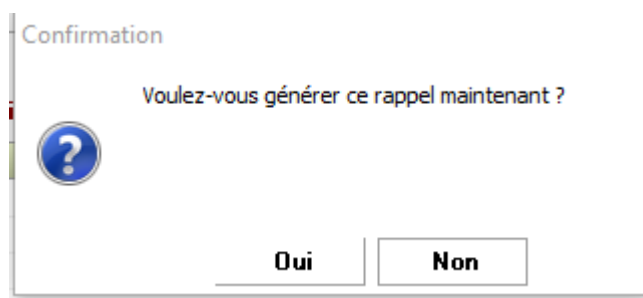 Confirmation
Voulez-vous générer ce rappel maintenant ?
?
Oui
Non